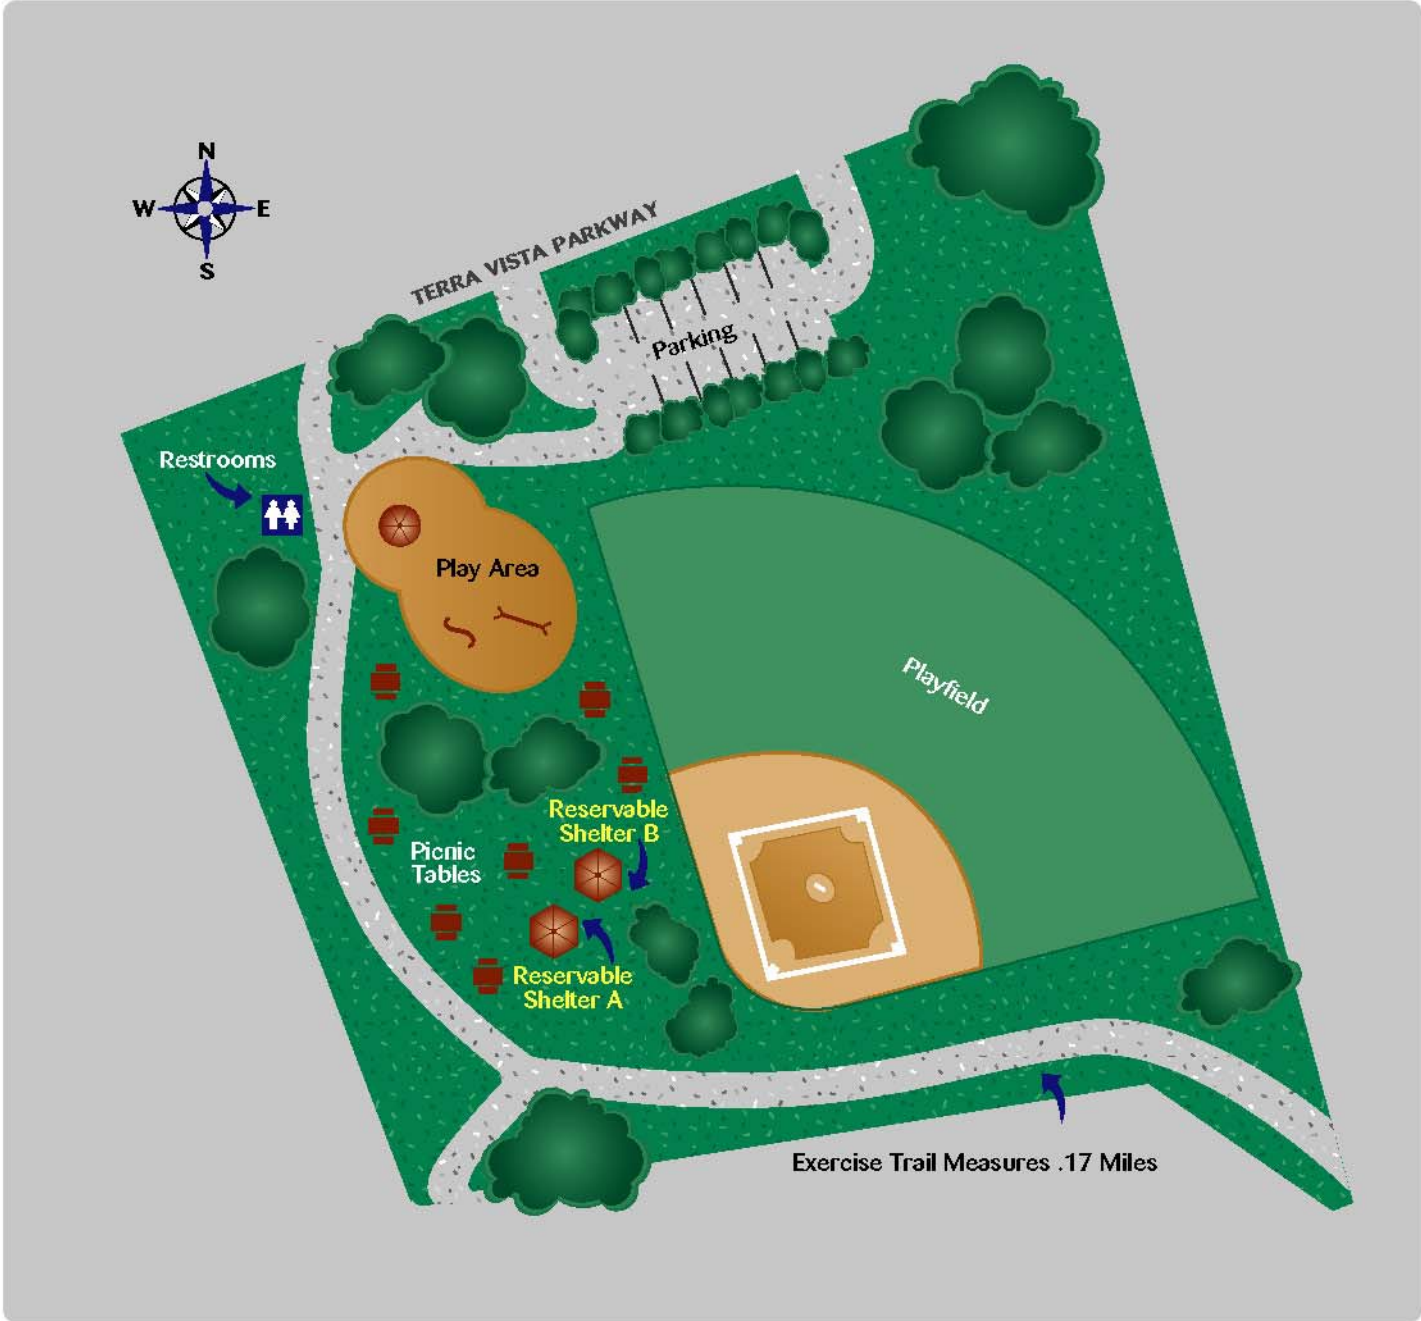 N
W E
S
TERRA VISTA PARKWAY
Parking
Restrooms
Play Area
Playfield
Reservable
Shelter B
Picnic
Tables
Reservable
Shelter A
Exercise Trail Measures .17 Miles